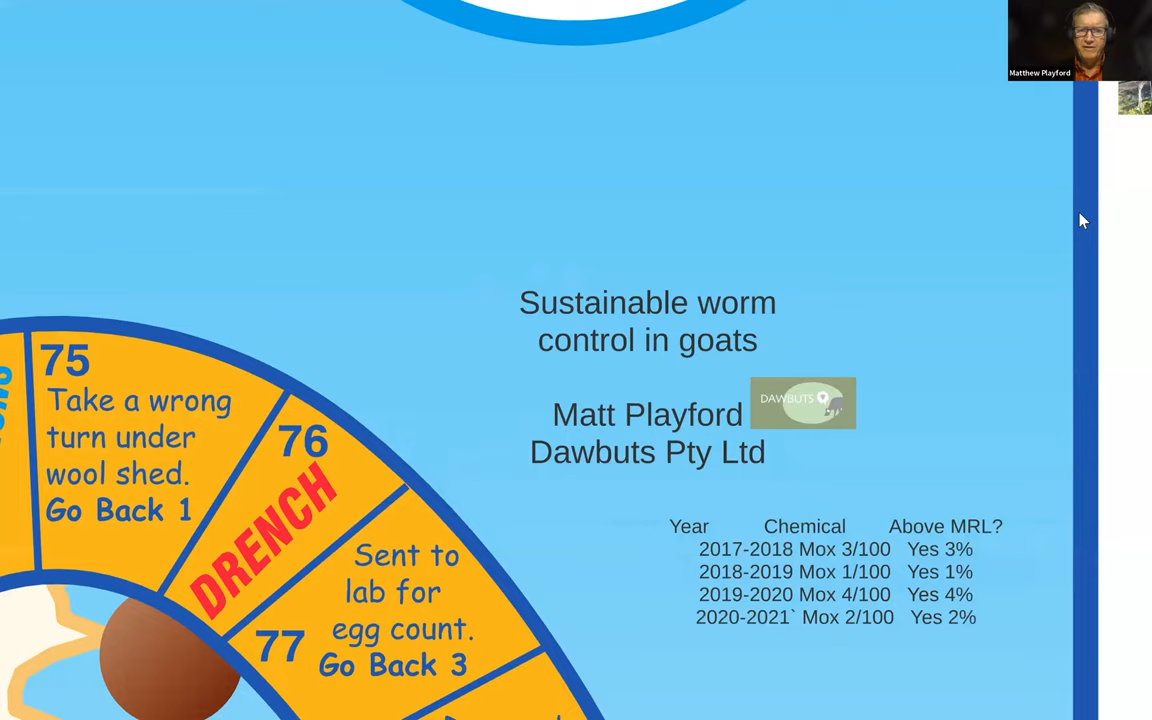 Matthew Playford
Sustainable worm
control in goats
DAWBUTS
Matt Playford
Dawbuts Pty Ltd
Year Chemical Above MRL?
2017-2018 Mox 3/100 Yes 3%
2018-2019 Mox 1/100 Yes 1%
2019-2020 Mox 4/100 Yes 4%
2020-2021` Mox 2/100 Yes 2%
75
Take a wrong
turn under
wool shed.
Go Back 1
76
DRENCH
Sent to
lab for
egg count.
77 Go Back 3